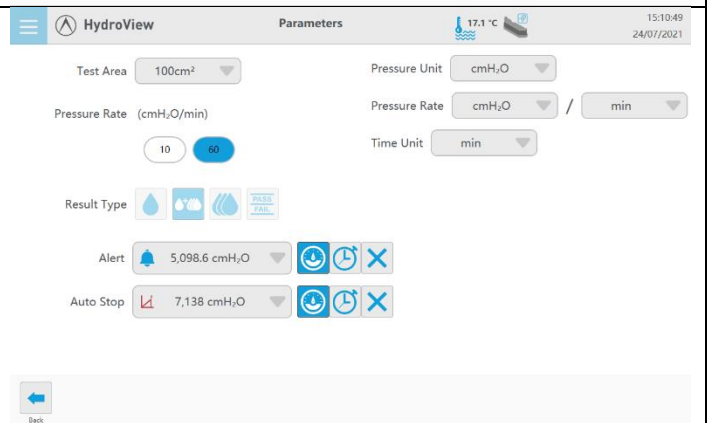 HydroView
Parameters
17.1 °C
15:10:49
24/07/2021
Test Area
100cm²
Pressure Unit
cmH₂O
Pressure Rate (cmH₂O/min)
10
60
Pressure Rate
cmH₂O
/
min
Time Unit
min
Result Type
PASS
FAIL
Alert
5,098.6 cmH₂O
Auto Stop
7,138 cmH₂O
Back